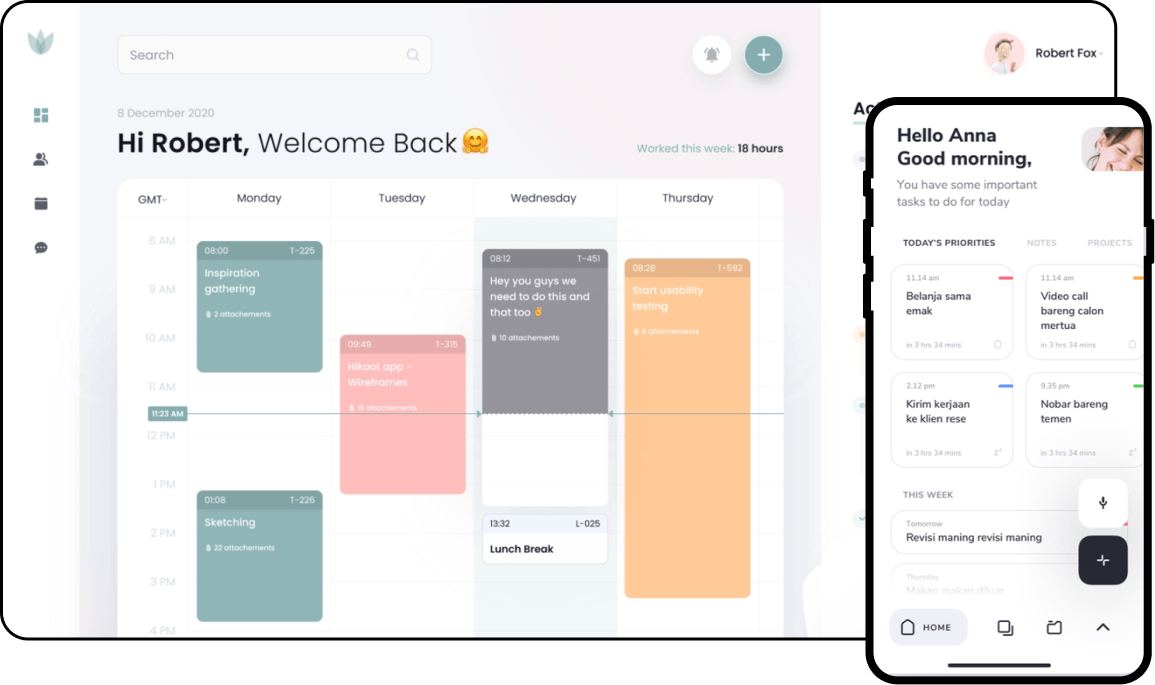 Search
Robert Fox
8 December 2020
Hi Robert, Welcome Back🤗
Worked this week: 18 hours
GMT
Monday
Tuesday
Wednesday
Thursday
8 AM
9 AM
10 AM
11 AM
11:23 AM
12 PM
1 PM
2 PM
3 PM
4 PM
08:00 T-225
Inspiration
gathering
2 attachements
01:08 T-226
Sketching
22 attachements
09:49 T-315
Hikoot app -
Wireframes
16 attachements
08:12 T-451
Hey you guys we
need to do this and
that too ✌
10 attachements
13:32 L-025
Lunch Break
08:28 T-592
Start usability
testing
attachements
Hello Anna
Good morning,
You have some important
tasks to do for today
TODAY'S PRIORITIES
NOTES
PROJECTS
11.14 am
Belanja sama
emak
in 3 hrs 34 mins
11.14 am
Video call
bareng calon
mertua
in 3 hrs 34 mins
2.12 pm
Kirim kerjaan
ke klien rese
in 3 hrs 34 mins
9.35 pm
Nobar bareng
temen
in 3 hrs 34 mins
THIS WEEK
Tomorrow
Revisi maning revisi maning
Thursday
Makan makan diluar
HOME